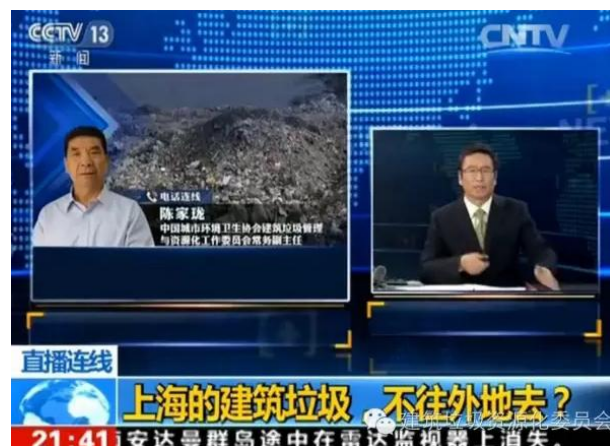 CCTV 13
新闻
CNTV
电话连线
陈家珑
中国城市环境卫生协会建筑垃圾管理
与资源化工作委员会常务副主任
直播连线
上海的建筑垃圾 不往外地去?
建筑垃圾资源化委员会
21:41
安达曼群岛途中在雷达监视器上消